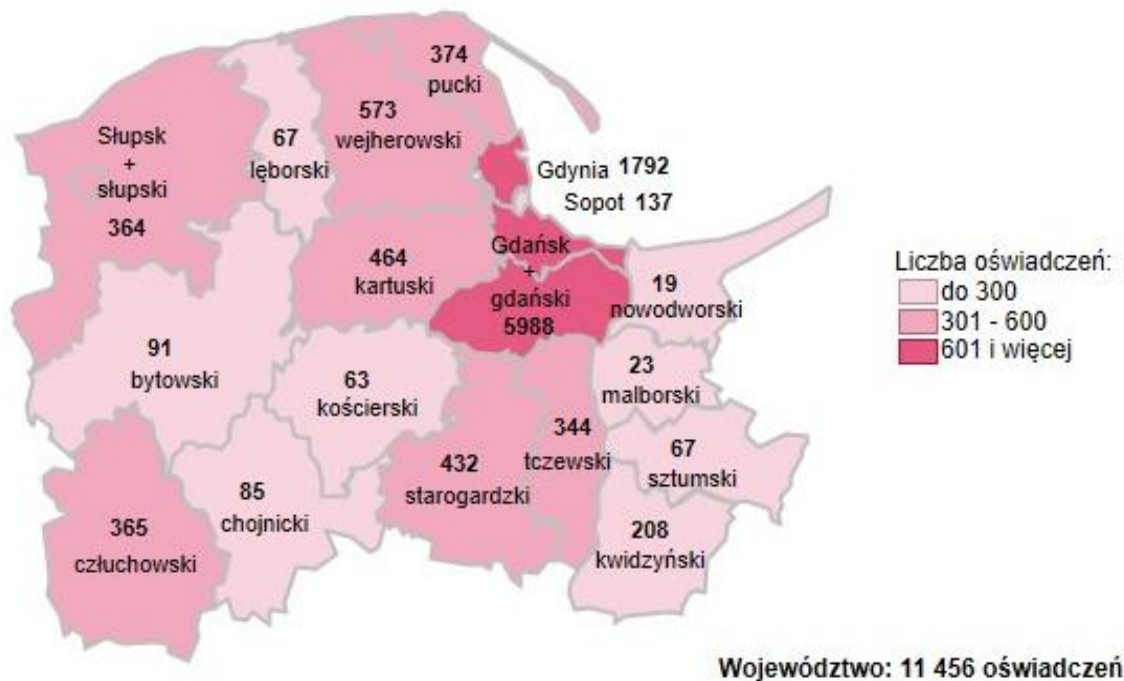 374
pucki
573
wejherowski
Słupsk
+
słupski
364
67
lęborski
Gdynia 1792
Sopot 137
464
kartuski
Gdańsk
+
gdański
5988
19
nowodworski
Liczba oświadczeń:
do 300
301 - 600
601 i więcej
91
bytowski
63
kościerski
23
malborski
344
tczewski
432
starogardzki
67
sztumski
85
chojnicki
365
człuchowski
208
kwidzyński
Województwo: 11 456 oświadczeń